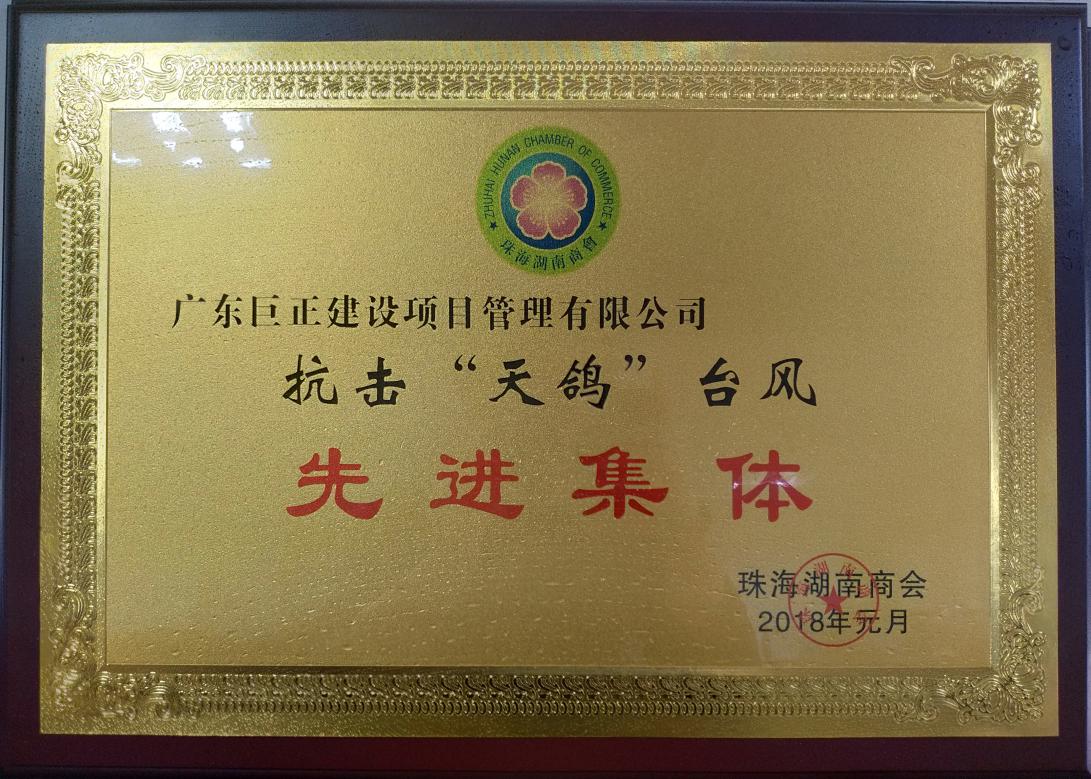 ZHUHAI HUNAN CHAMBER OF COMMERCE
珠海湖南商會
广东巨正建设项目管理有限公司
抗击“天鸽”台风
先进集体
珠海湖南商会
2018年元月